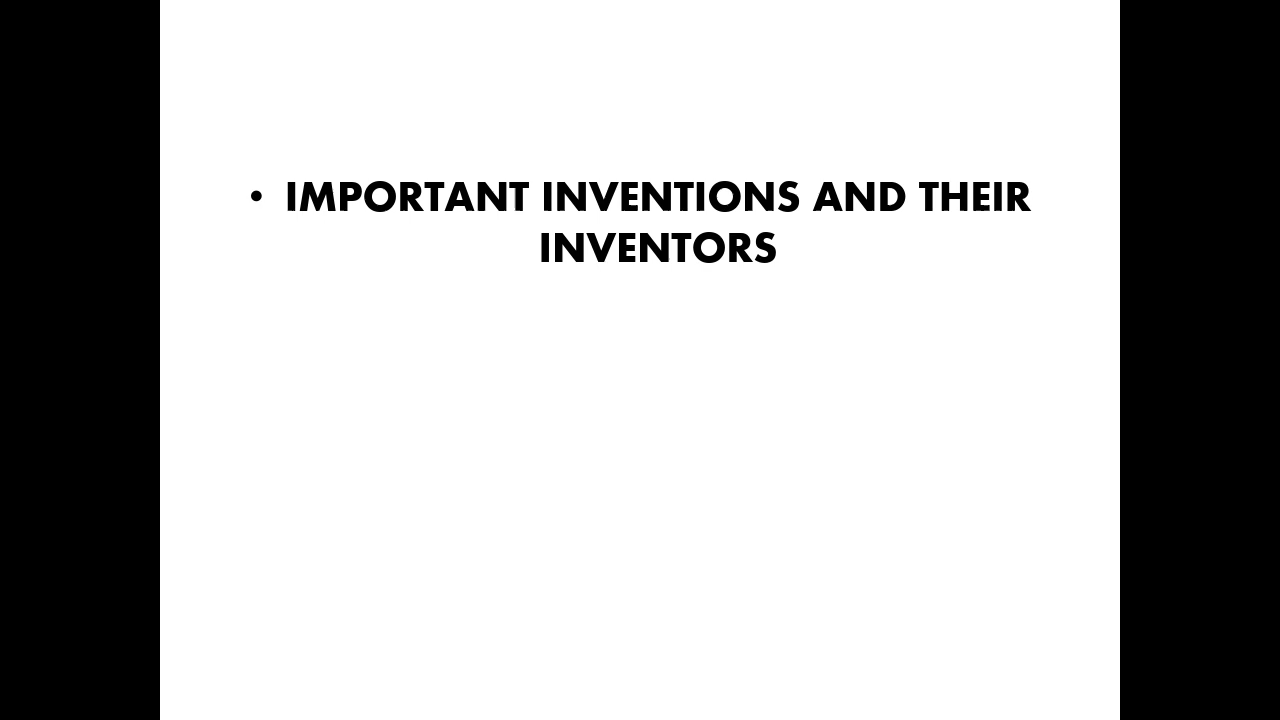 • IMPORTANT INVENTIONS AND THEIR
INVENTORS